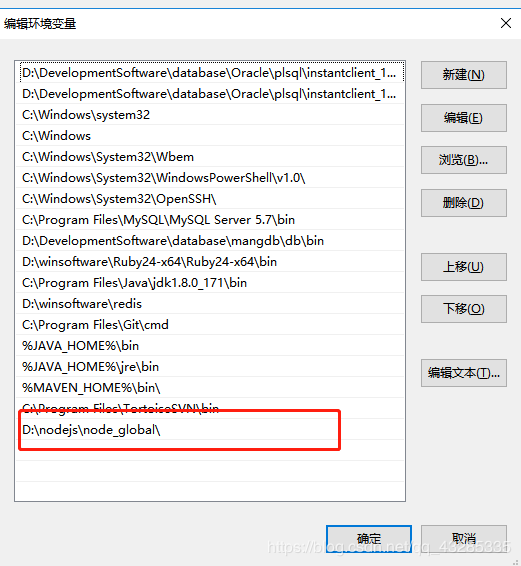 编辑环境变量
D:\DevelopmentSoftware\database\Oracle\plsql\instantclient_1...
D:\DevelopmentSoftware\database\Oracle\plsql\instantclient_1...
C:\Windows\system32
C:\Windows
C:\Windows\System32\Wbem
C:\Windows\System32\WindowsPowerShell\v1.0\
C:\Windows\System32\OpenSSH\
C:\Program Files\MySQL\MySQL Server 5.7\bin
D:\DevelopmentSoftware\database\mangdb\db\bin
D:\winsoftware\Ruby24-x64\Ruby24-x64\bin
C:\Program Files\Java\jdk1.8.0_171\bin
D:\winsoftware\redis
C:\Program Files\Git\cmd
%JAVA_HOME%\bin
%JAVA_HOME%\jre\bin
%MAVEN_HOME%\bin\
C:\Program Files\TortoiseSVN\bin
D:\nodejs\node_global\
新建(N)
编辑(E)
浏览(B)...
删除(D)
上移(U)
下移(O)
编辑文本(T)...
确定
取消